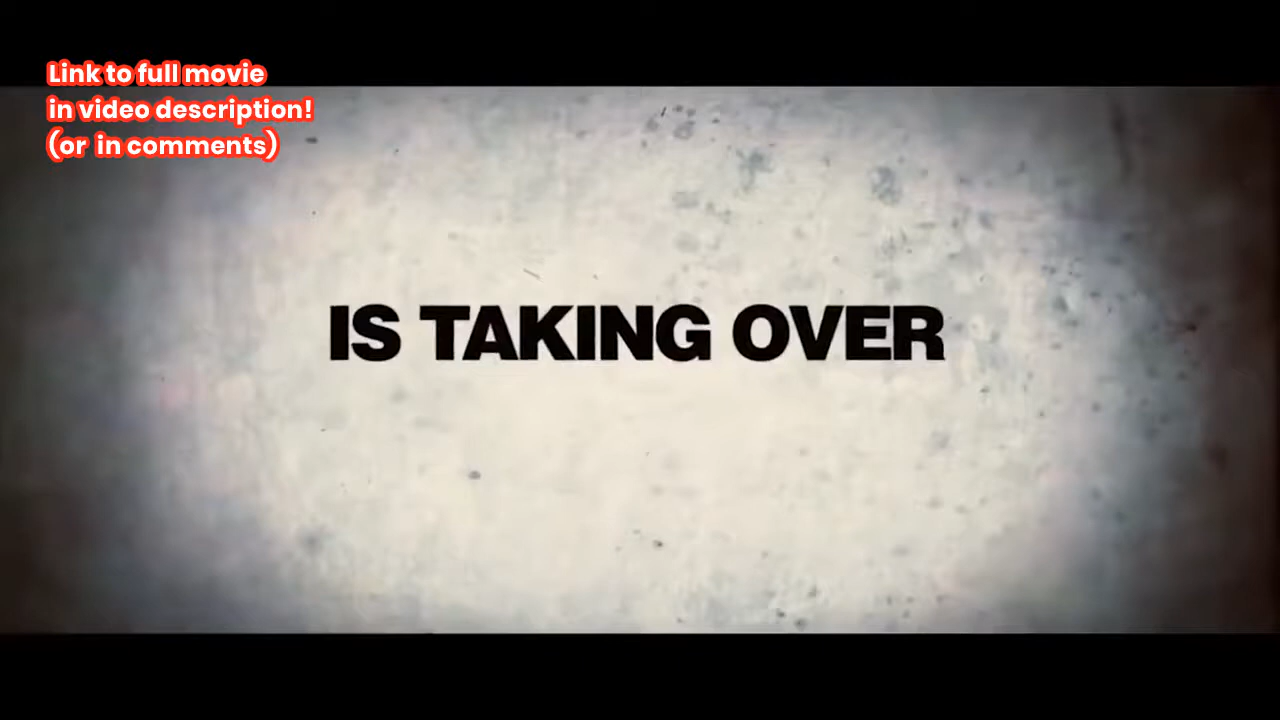 Link to full movie
in video description!
(or in comments)
IS TAKING OVER